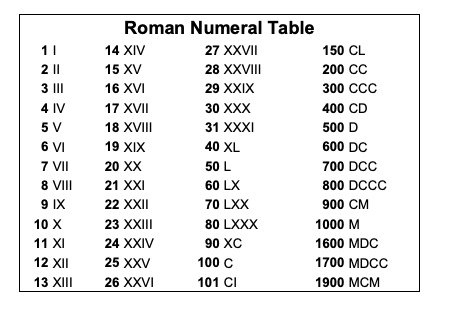 Roman Numeral Table
1 I 14 XIV 27 XXVII 150 CL
2 II 15 XV 28 XXVIII 200 CC
3 III 16 XVI 29 XXIX 300 CCC
4 IV 17 XVII 30 XXX 400 CD
5 V 18 XVIII 31 XXXI 500 D
6 VI 19 XIX 40 XL 600 DC
7 VII 20 XX 50 L 700 DCC
8 VIII 21 XXI 60 LX 800 DCCC
9 IX 22 XXII 70 LXX 900 CM
10 X 23 XXIII 80 LXXX 1000 M
11 XI 24 XXIV 90 XC 1600 MDC
12 XII 25 XXV 100 C 1700 MDCC
13 XIII 26 XXVI 101 CI 1900 MCM